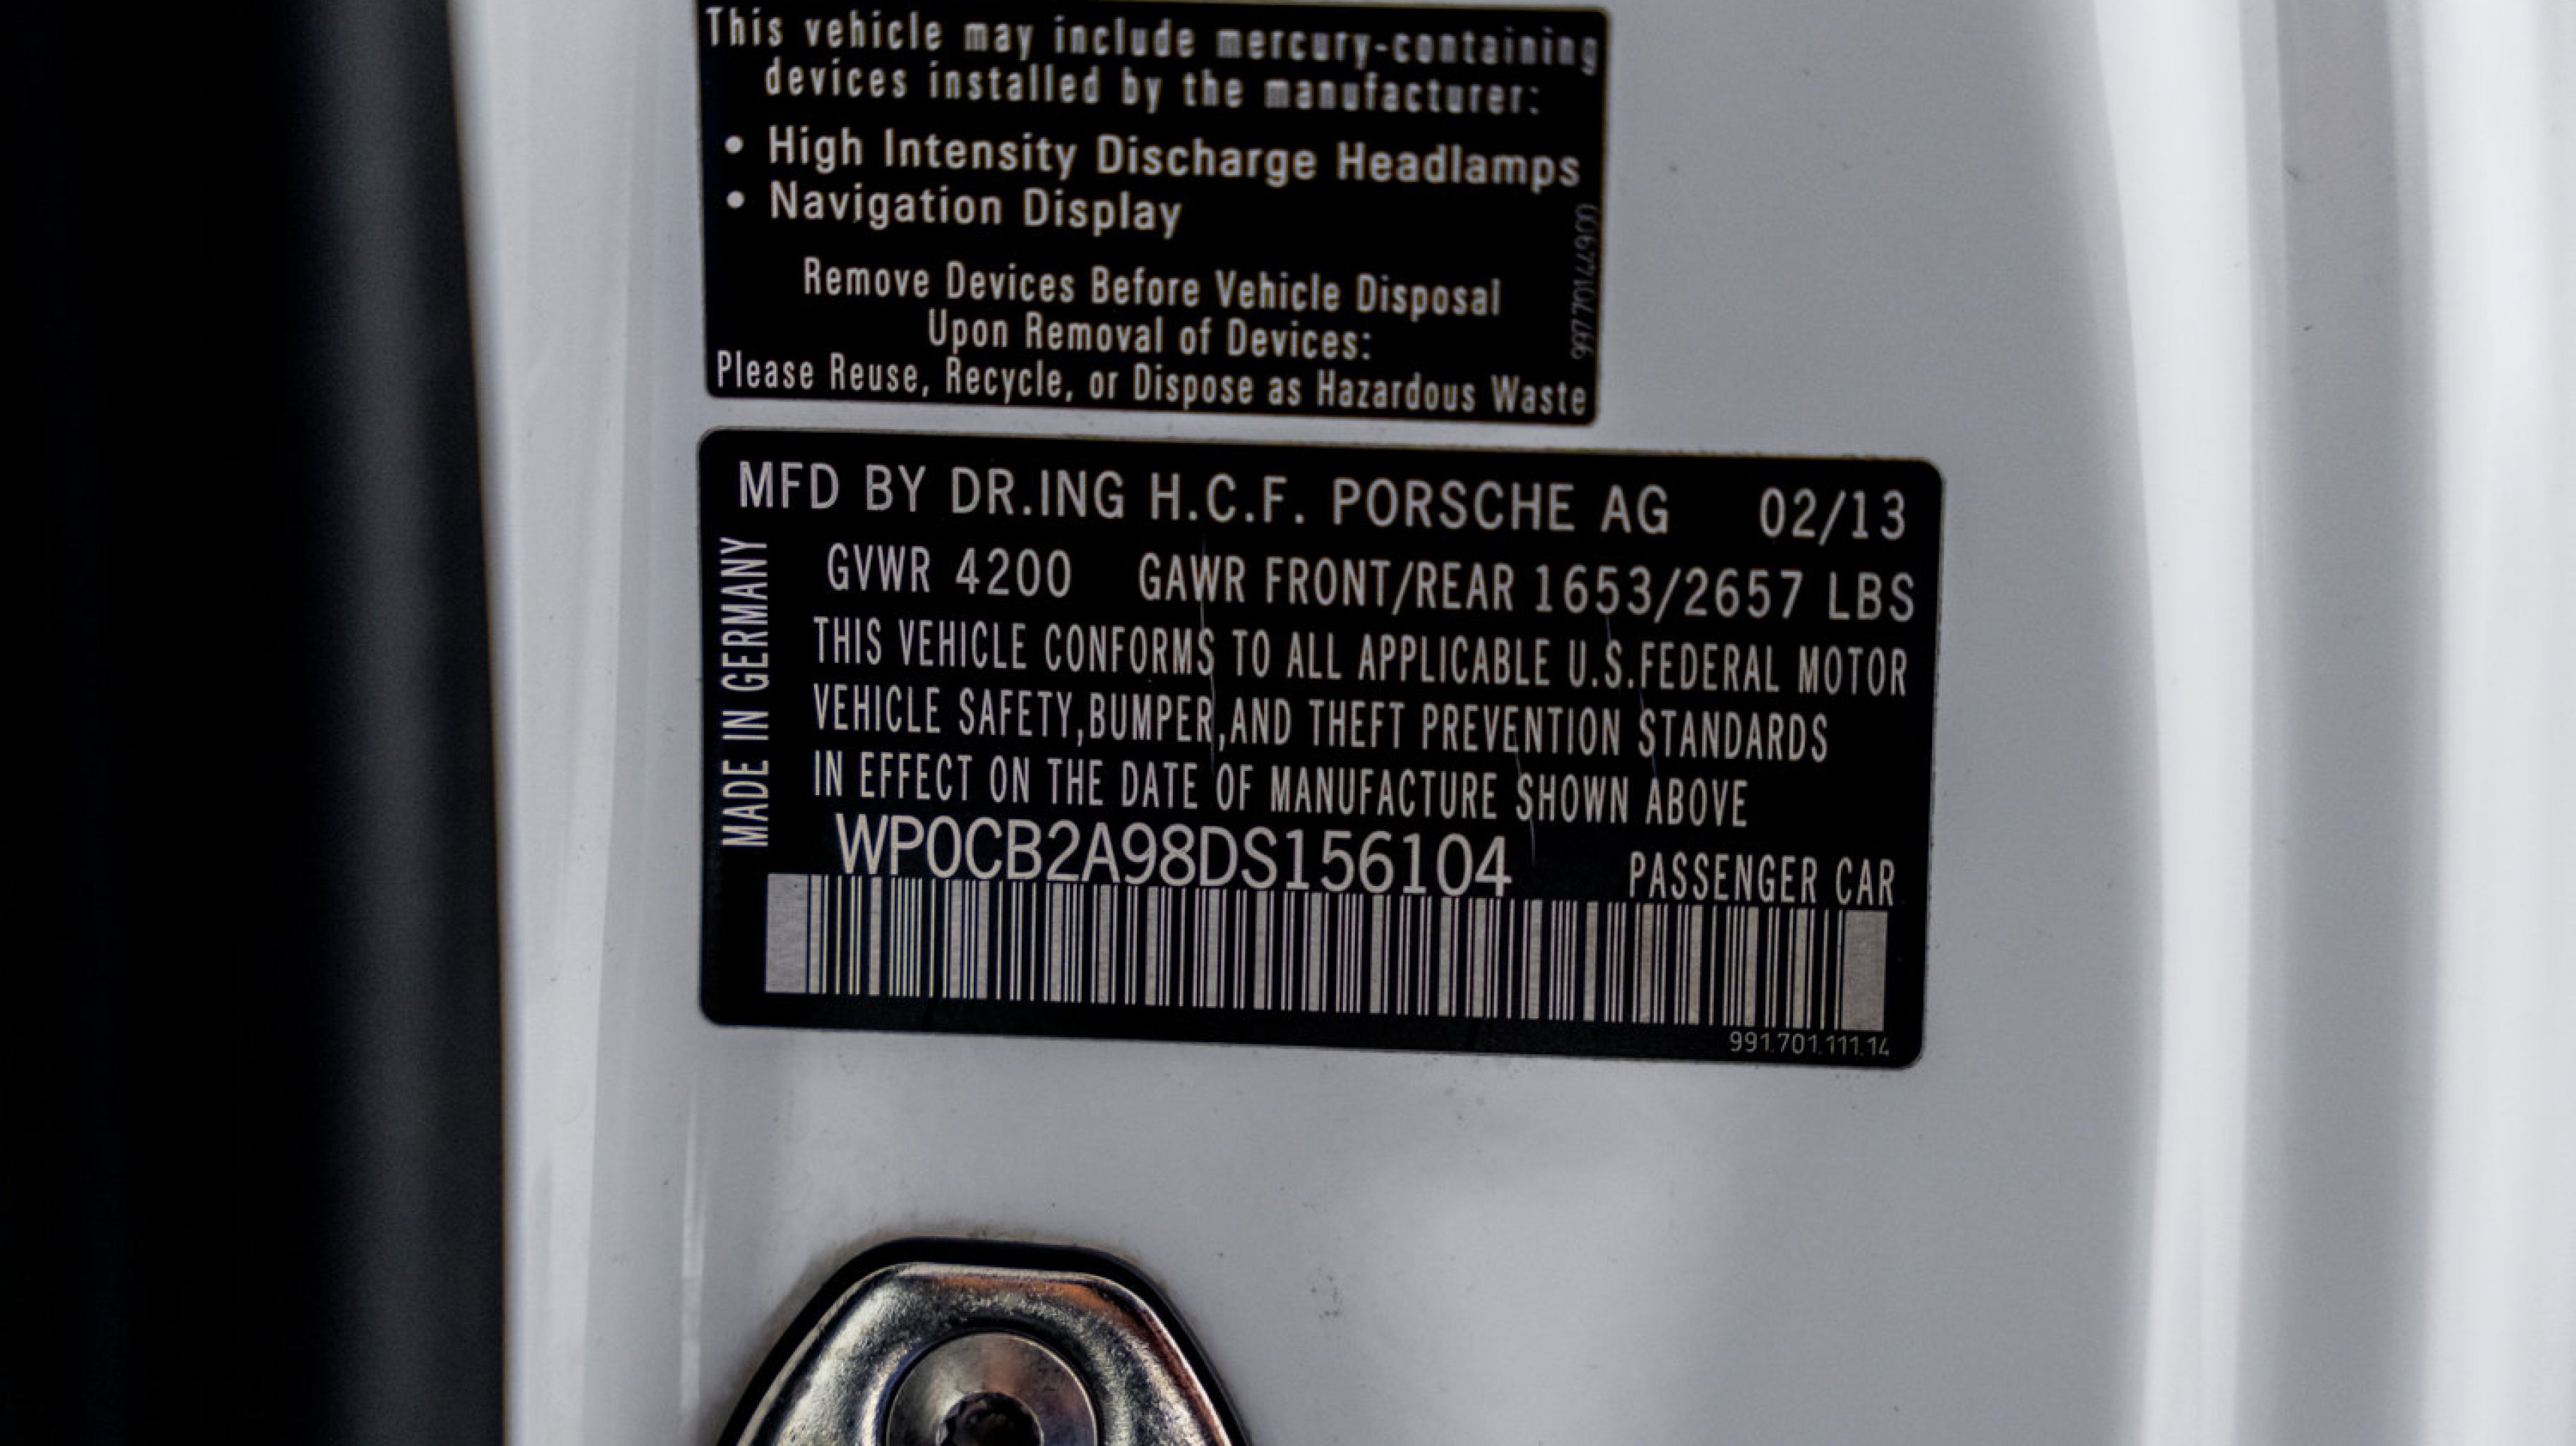 This vehicle may include mercury-containing
devices installed by the manufacturer:
• High Intensity Discharge Headlamps
• Navigation Display
Remove Devices Before Vehicle Disposal
Upon Removal of Devices:
Please Reuse, Recycle, or Dispose as Hazardous Waste
MFD BY DR.ING H.C.F. PORSCHE AG 02/13
GVWR 4200 GAWR FRONT/REAR 1653/2657 LBS
THIS VEHICLE CONFORMS TO ALL APPLICABLE U.S.FEDERAL MOTOR
VEHICLE SAFETY,BUMPER,AND THEFT PREVENTION STANDARDS
IN EFFECT ON THE DATE OF MANUFACTURE SHOWN ABOVE
WP0CB2A98DS156104 PASSENGER CAR
MADE IN GERMANY
991.701.111.14